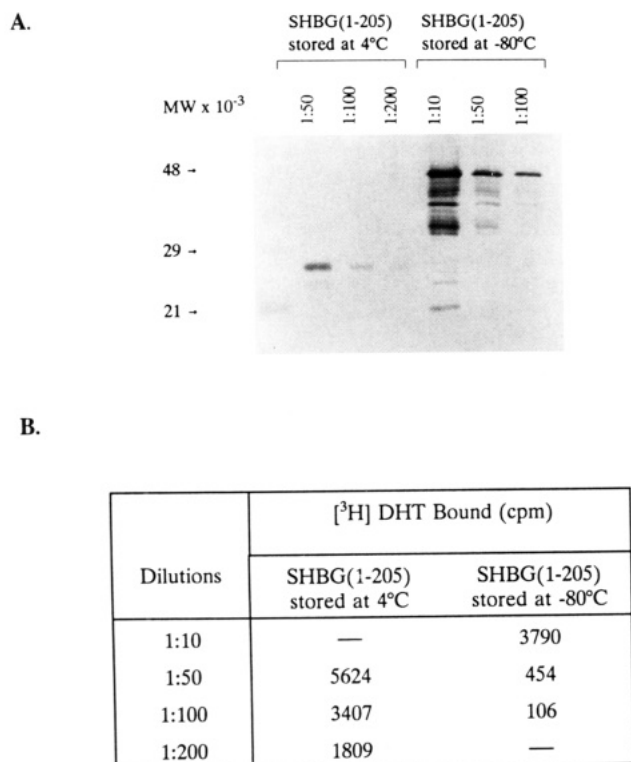 A.
SHBG(1-205) SHBG(1-205)
stored at 4°C stored at -80°C
MW x 10⁻³ 1:50 1:100 1:200 1:10 1:50 1:100
48 →
29 →
21 →
B.
[³H] DHT Bound (cpm)
Dilutions SHBG(1-205) stored at 4°C SHBG(1-205) stored at -80°C
1:10 — 3790
1:50 5624 454
1:100 3407 106
1:200 1809 —